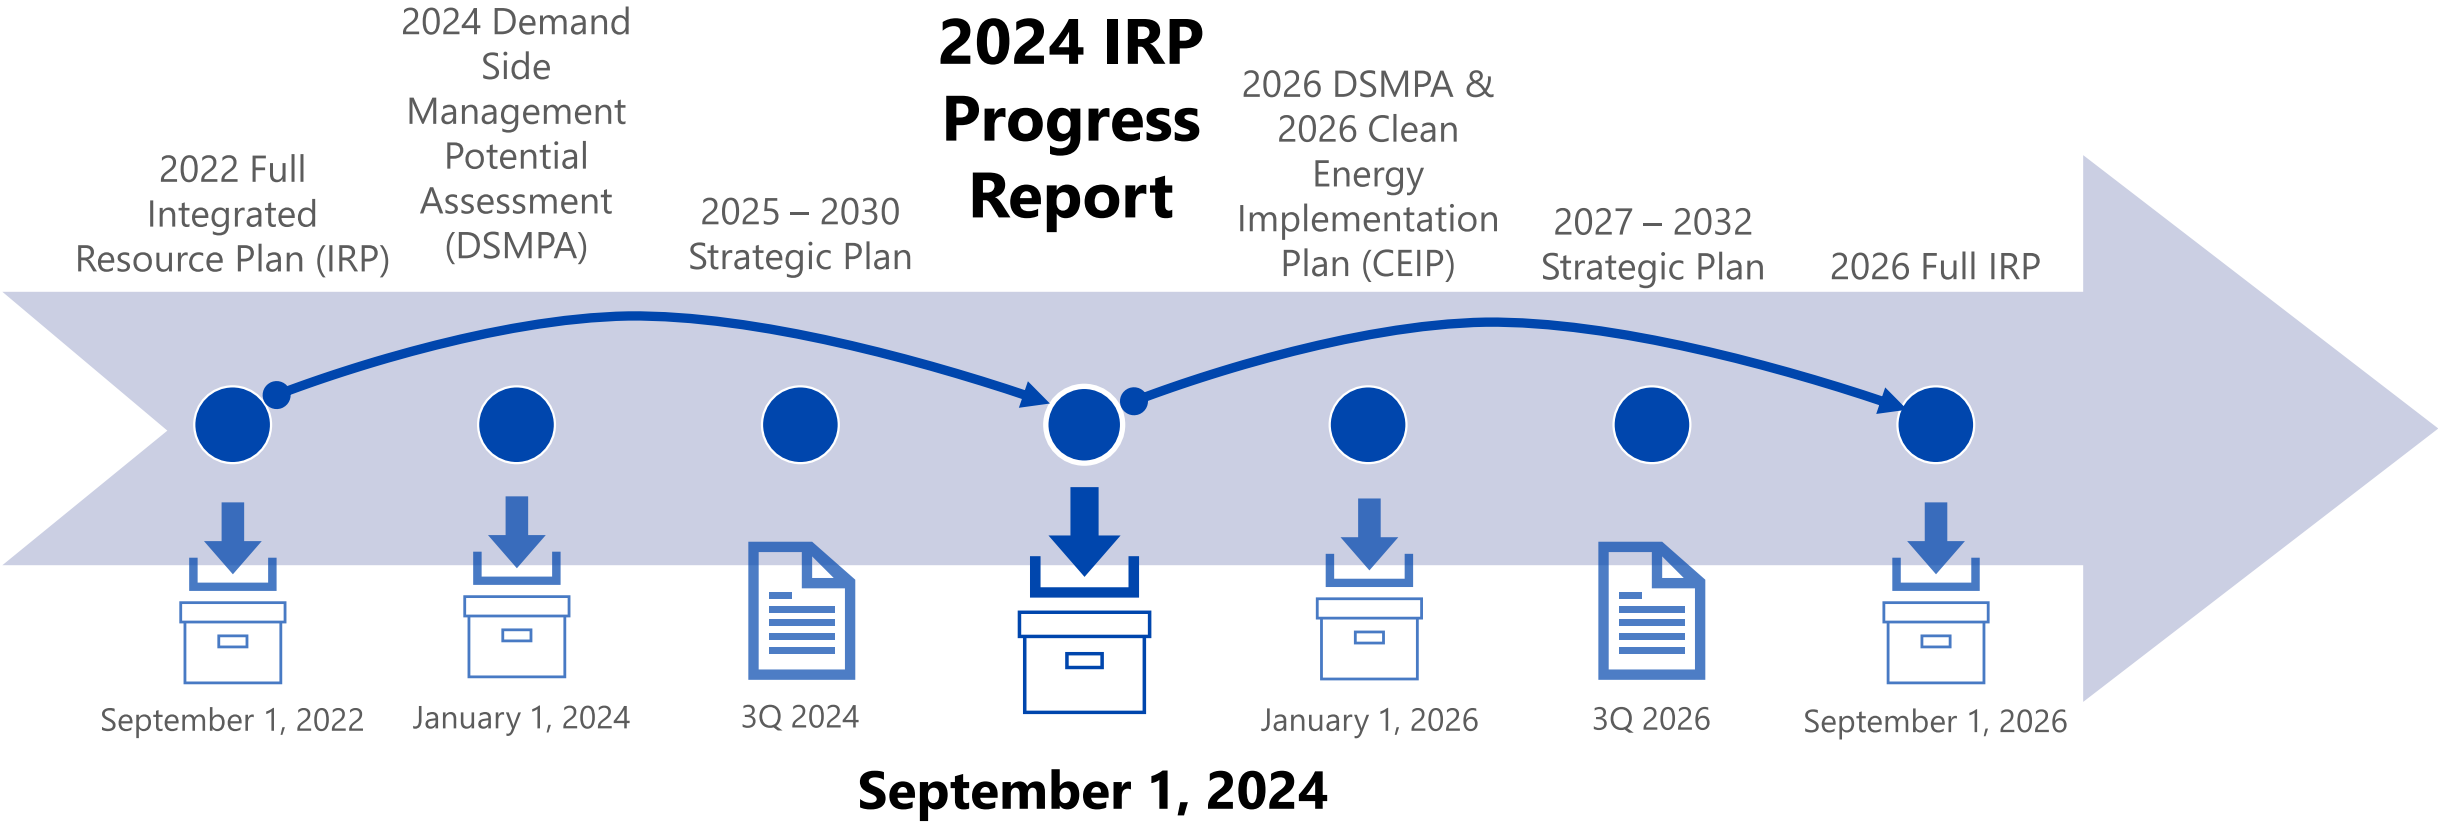 2022 Full
Integrated
Resource Plan (IRP)
2024 Demand
Side
Management
Potential
Assessment
(DSMPA)
2025 – 2030
Strategic Plan
2024 IRP
Progress
Report
2026 DSMPA &
2026 Clean
Energy
Implementation
Plan (CEIP)
2027 – 2032
Strategic Plan
2026 Full IRP
September 1, 2022
January 1, 2024
3Q 2024
September 1, 2024
January 1, 2026
3Q 2026
September 1, 2026